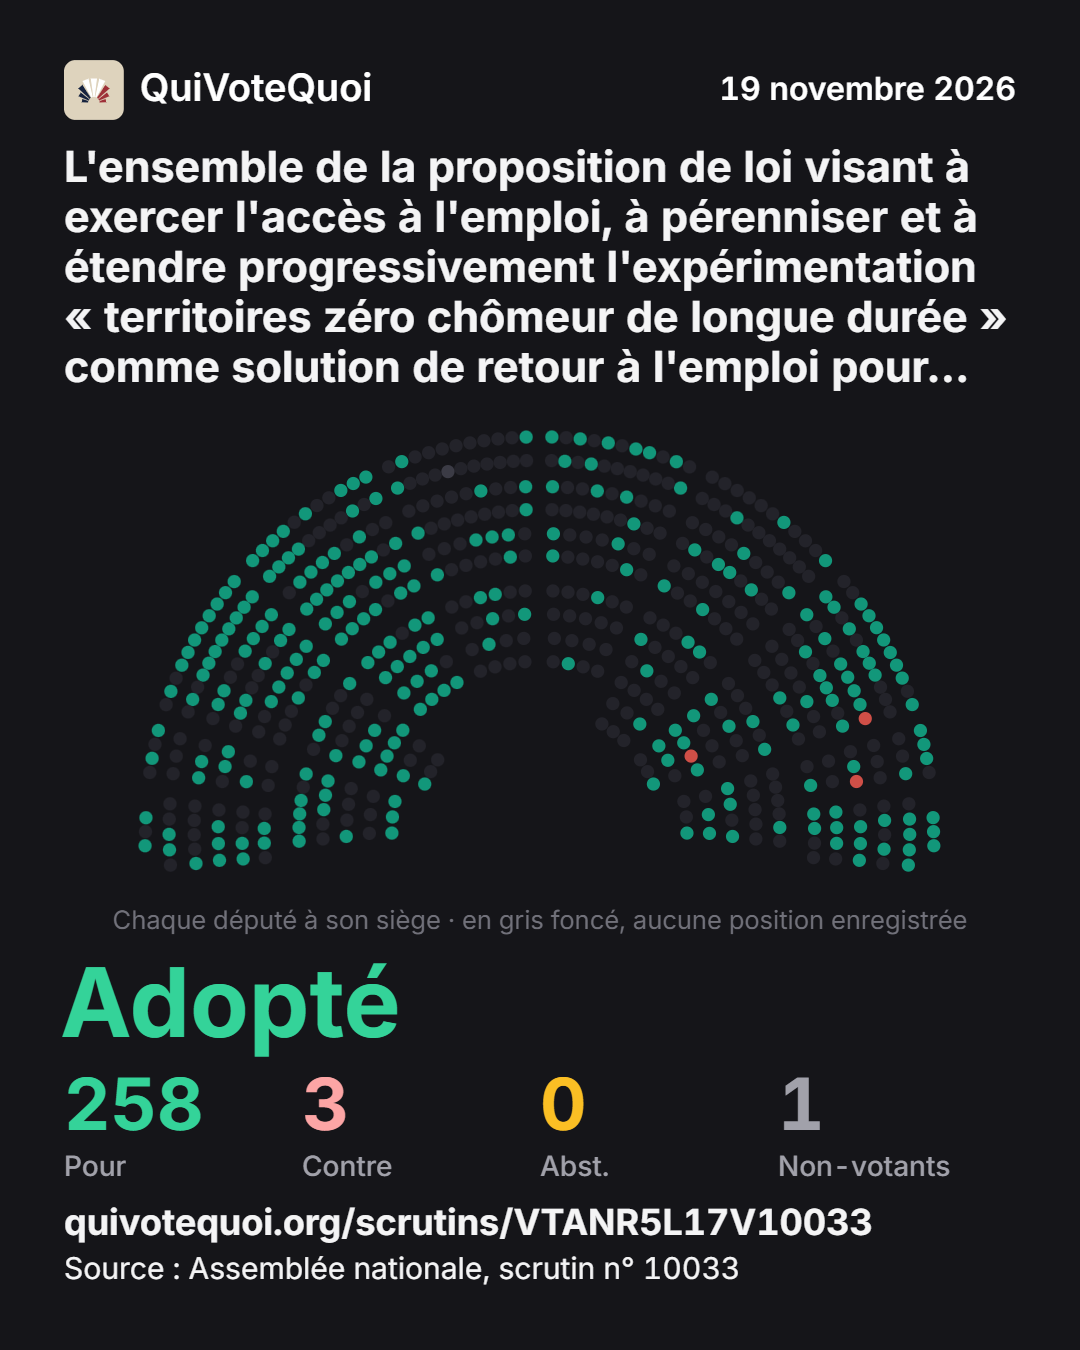 QuiVoteQuoi
19 novembre 2026
L'ensemble de la proposition de loi visant à
exercer l'accès à l'emploi, à pérenniser et à
étendre progressivement l'expérimentation
« territoires zéro chômeur de longue durée »
comme solution de retour à l'emploi pour…
Chaque député à son siège · en gris foncé, aucune position enregistrée
Adopté
258 3 0 1
Pour Contre Abst. Non-votants
quivotequoi.org/scrutins/VTANR5L17V10033
Source : Assemblée nationale, scrutin n° 10033